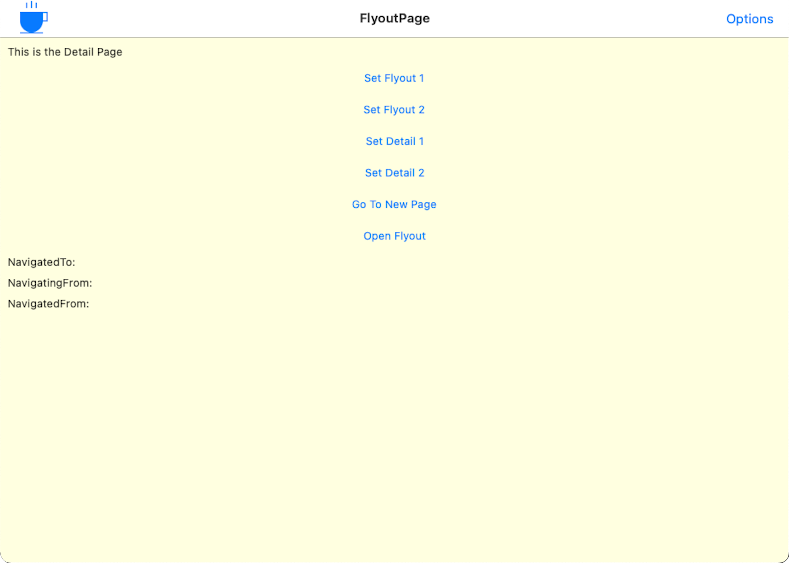 FlyoutPage
Options
This is the Detail Page
Set Flyout 1
Set Flyout 2
Set Detail 1
Set Detail 2
Go To New Page
Open Flyout
NavigatedTo:
NavigatingFrom:
NavigatedFrom: